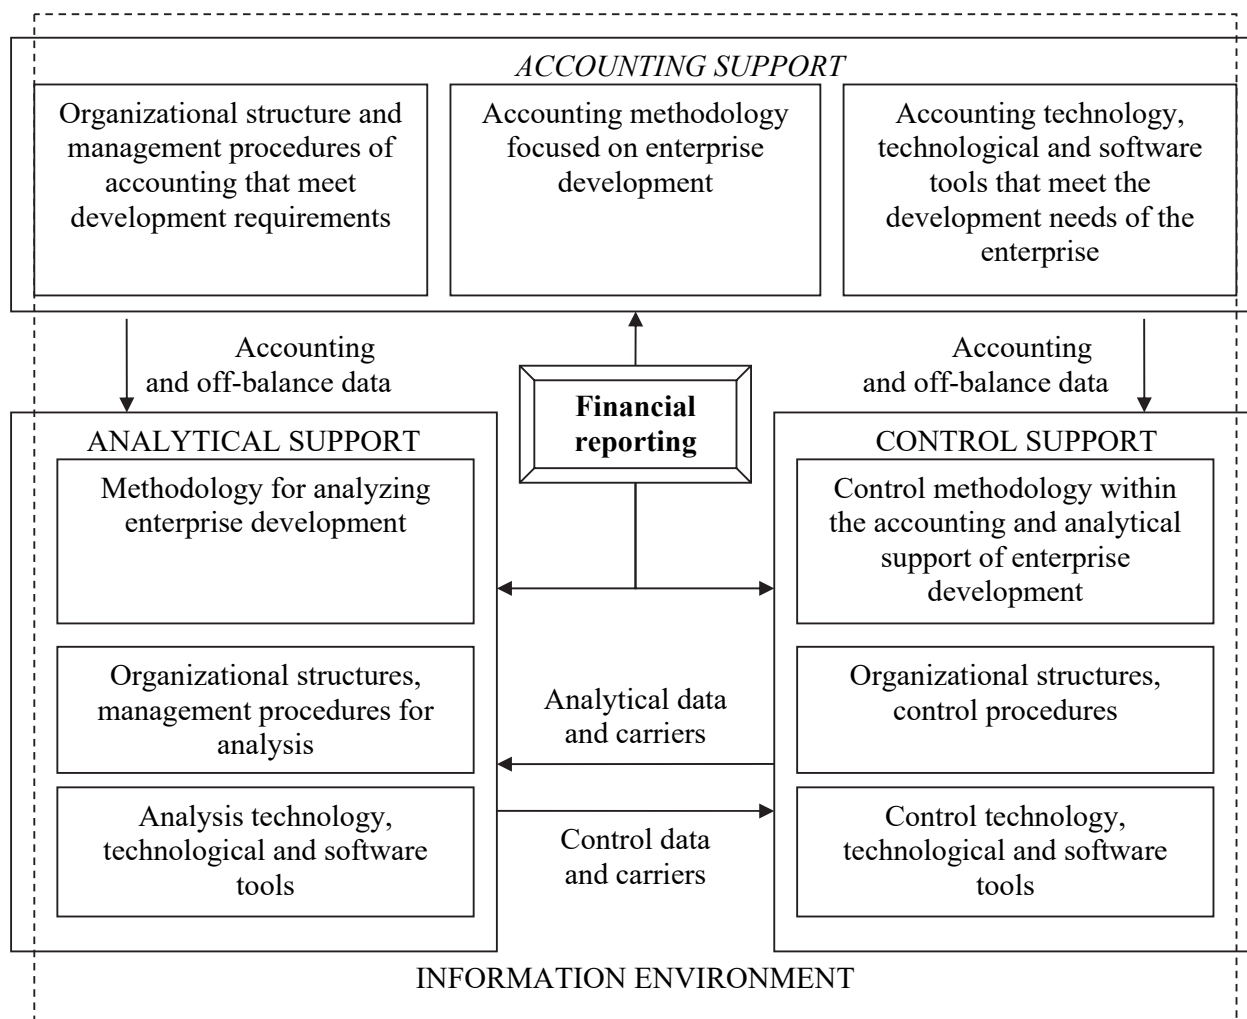 ACCOUNTING SUPPORT
Organizational structure and
management procedures of
accounting that meet
development requirements
Accounting methodology
focused on enterprise
development
Accounting technology,
technological and software
tools that meet the
development needs of the
enterprise
Accounting
and off-balance data
Financial
reporting
Accounting
and off-balance data
ANALYTICAL SUPPORT
Methodology for analyzing
enterprise development
Organizational structures,
management procedures for
analysis
Analysis technology,
technological and software
tools
Analytical data
and carriers
Control data
and carriers
CONTROL SUPPORT
Control methodology within
the accounting and analytical
support of enterprise
development
Organizational structures,
control procedures
Control technology,
technological and software
tools
INFORMATION ENVIRONMENT